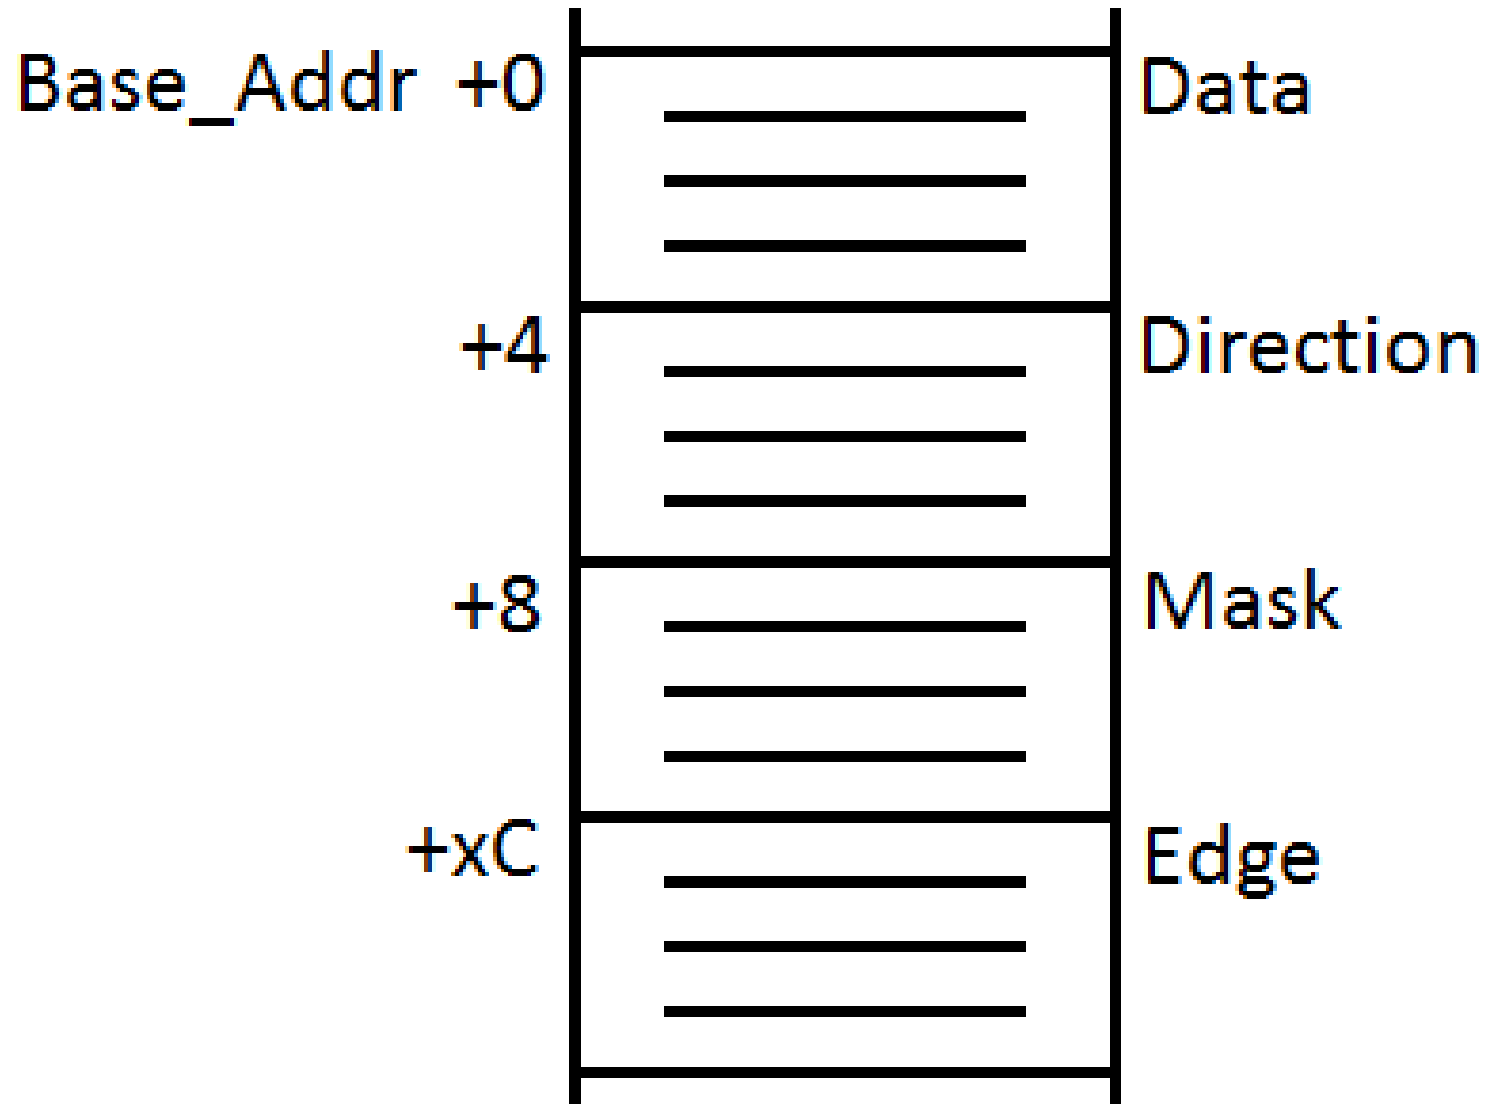 Base_Addr +0 Data
+4 Direction
+8 Mask
+xC Edge